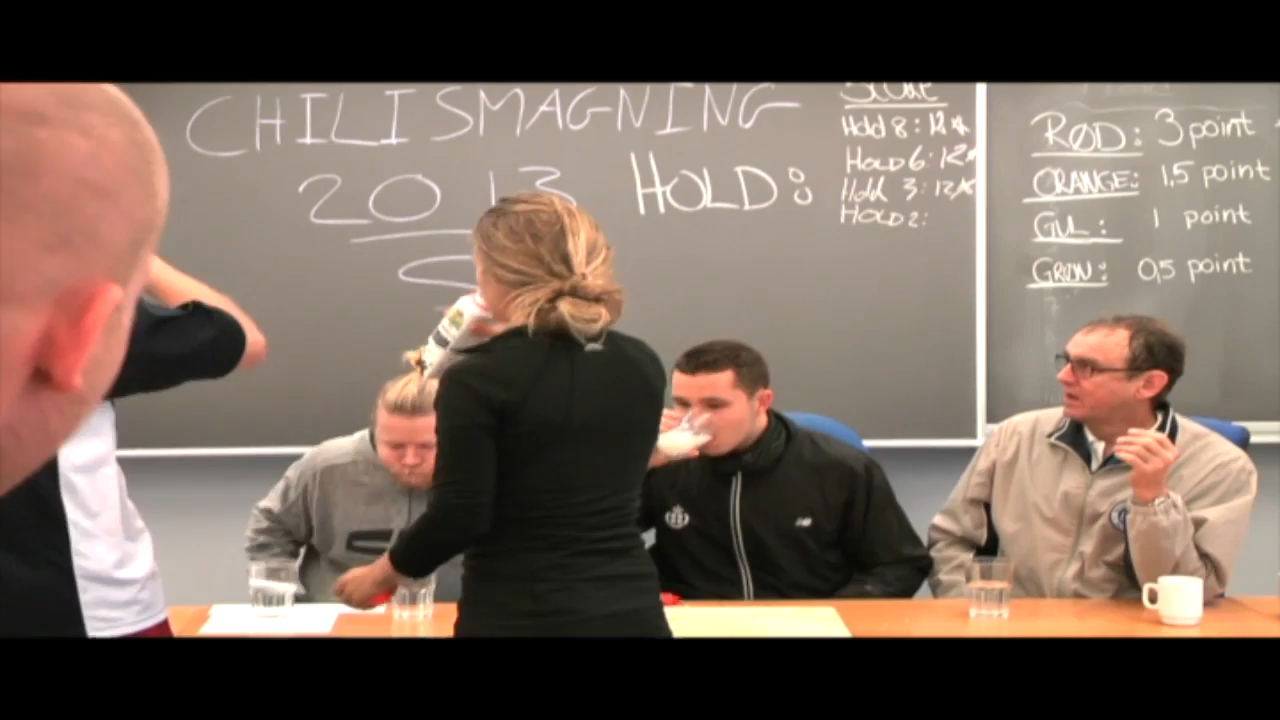 CHILISMAGNING
2013 HOLD:
SCORE
Hold 8: 12
HOLD 6: 12
Hold 3: 12
HOLD 2:
RØD: 3 point
ORANGE: 1,5 point
GUL: 1 point
GRØN: 0,5 point